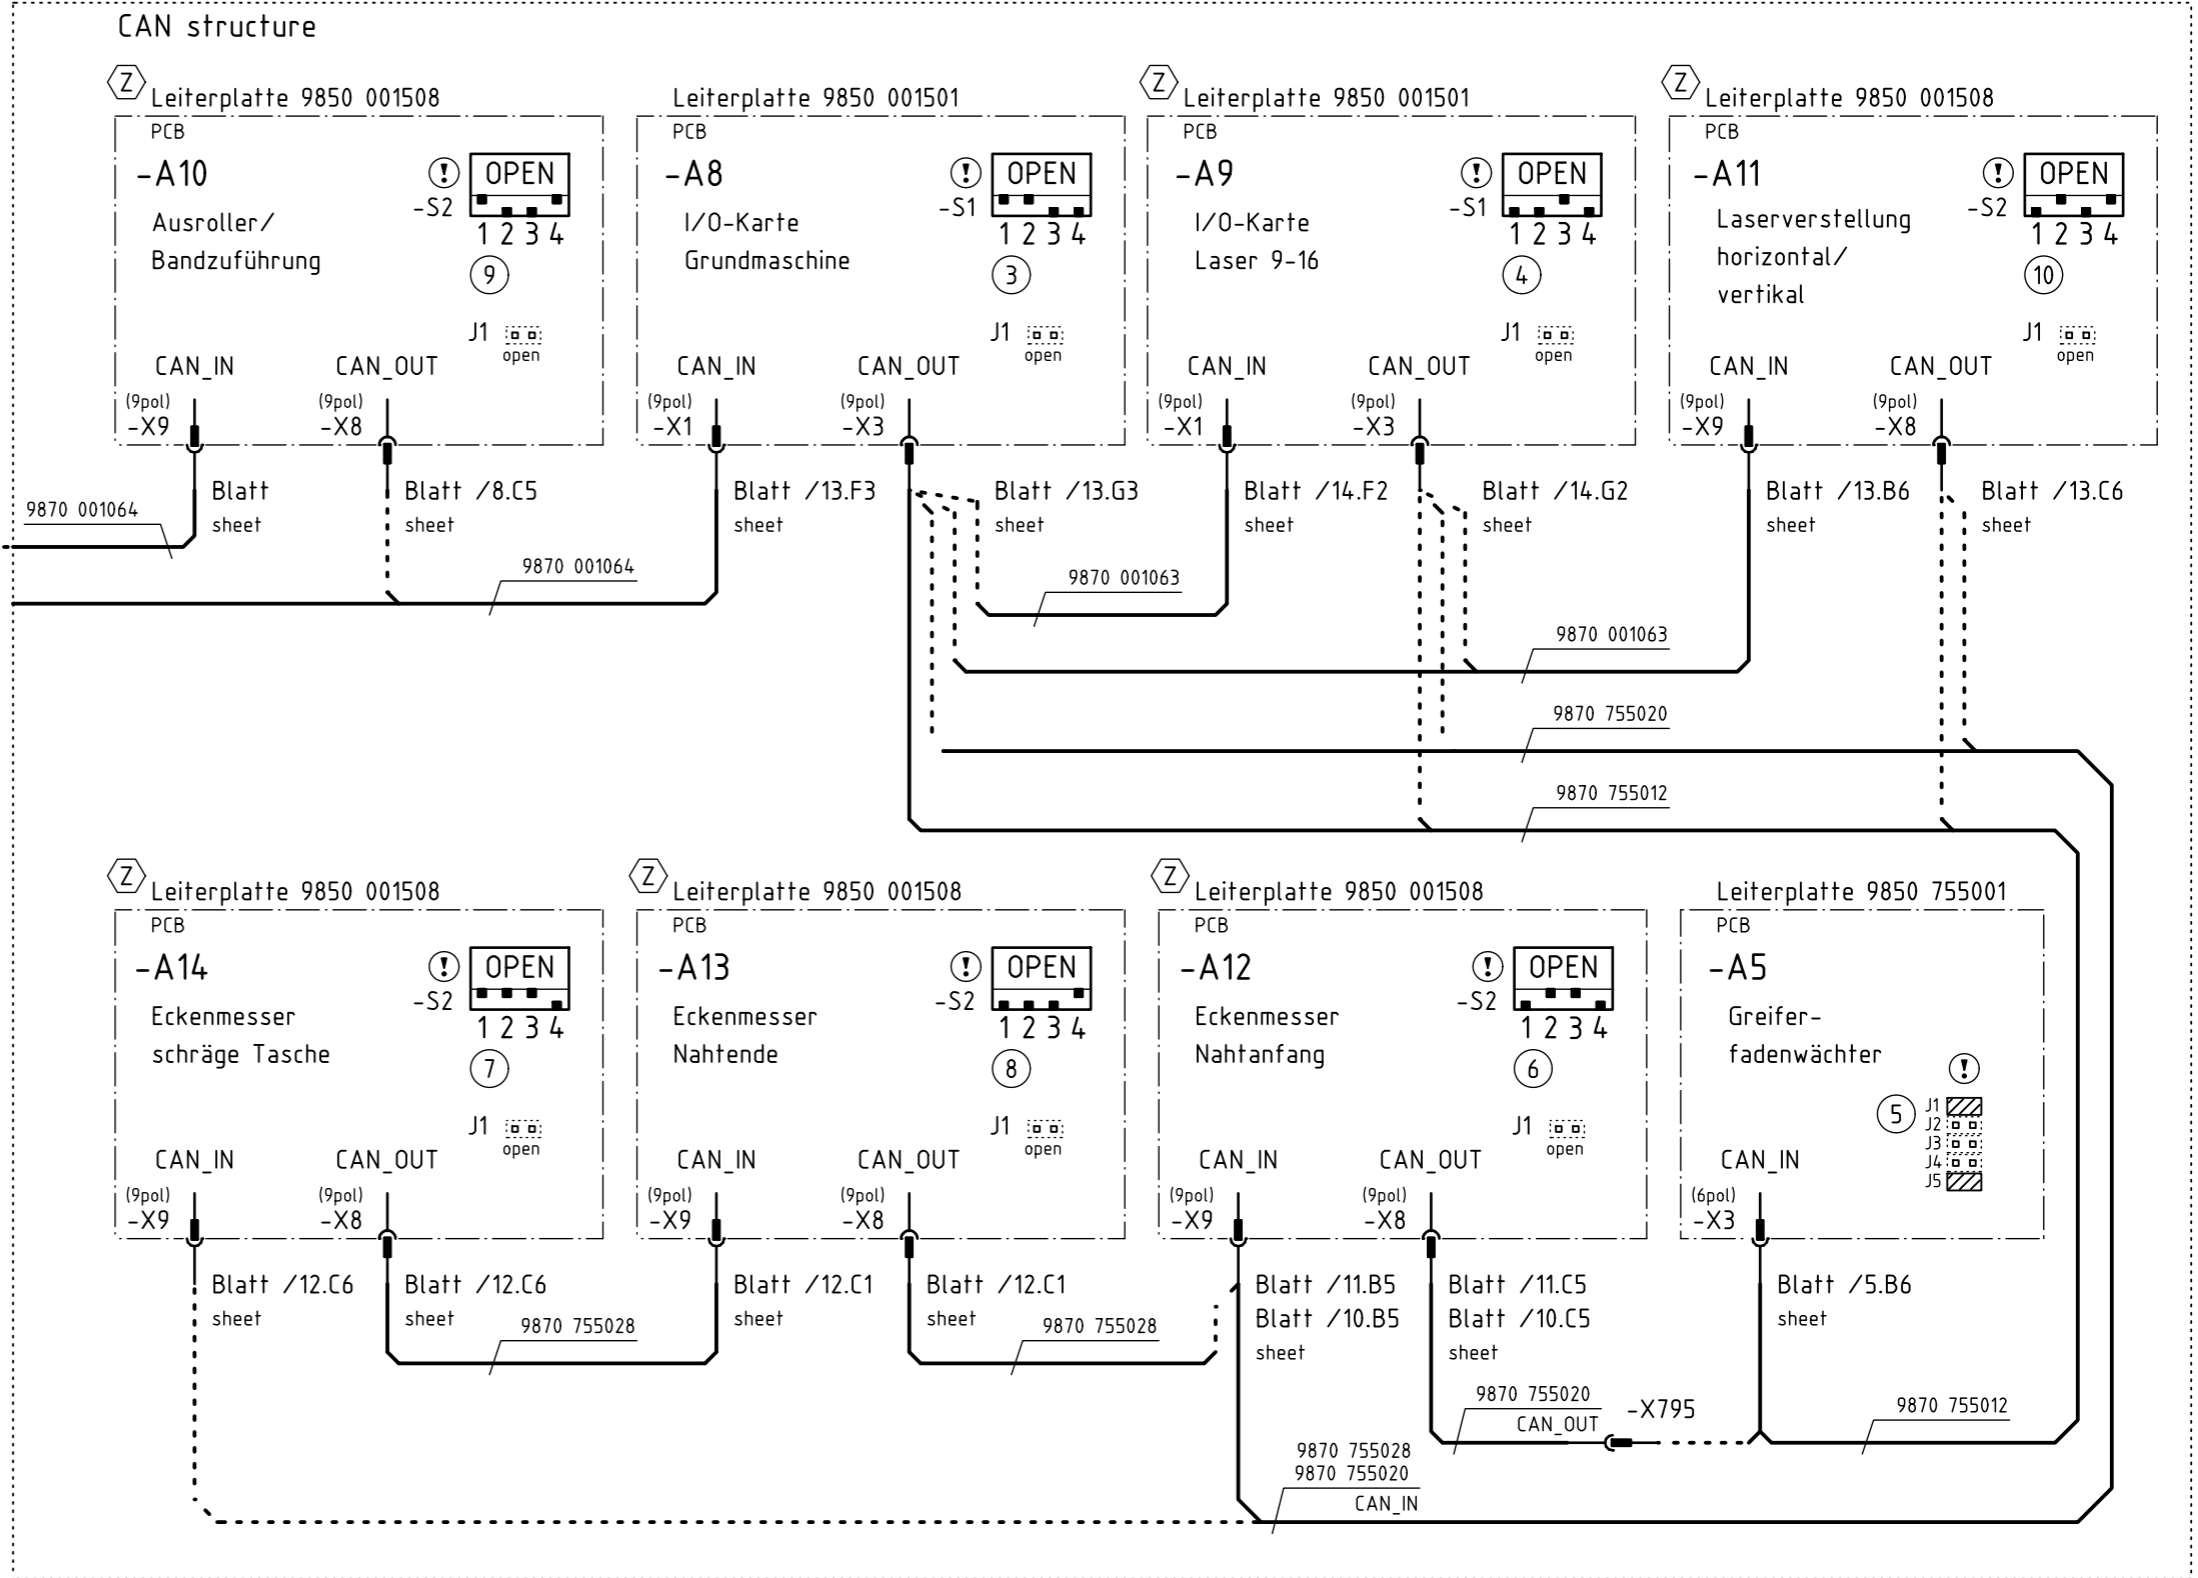 CAN structure
Z Leiterplatte 9850 001508
PCB
-A10
! OPEN
-S2
1 2 3 4
Ausroller/
Bandzuführung
9
J1
open
CAN_IN CAN_OUT
(9pol) (9pol)
-X9 -X8
Blatt Blatt /8.C5
sheet
9870 001064
9870 001064
Leiterplatte 9850 001501
PCB
-A8
! OPEN
-S1
1 2 3 4
I/O-Karte
Grundmaschine
3
J1
open
CAN_IN CAN_OUT
(9pol) (9pol)
-X1 -X3
Blatt /13.F3 Blatt /13.G3
sheet sheet
9870 001063
Z Leiterplatte 9850 001501
PCB
-A9
! OPEN
-S1
1 2 3 4
I/O-Karte
Laser 9-16
4
J1
open
CAN_IN CAN_OUT
(9pol) (9pol)
-X1 -X3
Blatt /14.F2 Blatt /14.G2
sheet sheet
Z Leiterplatte 9850 001508
PCB
-A11
! OPEN
-S2
1 2 3 4
Laserverstellung
horizontal/
vertikal
10
J1
open
CAN_IN CAN_OUT
(9pol) (9pol)
-X9 -X8
Blatt /13.B6 Blatt /13.C6
sheet sheet
sheet
9870 001063
9870 755020
9870 755012
Z Leiterplatte 9850 001508
PCB
-A14
! OPEN
-S2
1 2 3 4
Eckenmesser
schräge Tasche
7
J1
open
CAN_IN CAN_OUT
(9pol) (9pol)
-X9 -X8
Blatt /12.C6 Blatt /12.C6
sheet sheet
9870 755028
Z Leiterplatte 9850 001508
PCB
-A13
! OPEN
-S2
1 2 3 4
Eckenmesser
Nahtende
8
J1
open
CAN_IN CAN_OUT
(9pol) (9pol)
-X9 -X8
Blatt /12.C1 Blatt /12.C1
sheet sheet
9870 755028
Z Leiterplatte 9850 001508
PCB
-A12
! OPEN
-S2
1 2 3 4
Eckenmesser
Nahtanfang
6
J1
open
CAN_IN CAN_OUT
(9pol) (9pol)
-X9 -X8
Blatt /11.B5 Blatt /11.C5
Blatt /10.B5 Blatt /10.C5
sheet sheet
Leiterplatte 9850 755001
PCB
-A5
Greifer-
fadenwächter
!
5
J1
J2
J3
J4
J5
CAN_IN
(6pol)
-X3
Blatt /5.B6
sheet
9870 755020
CAN_OUT
-X795
9870 755012
9870 755028
9870 755020
CAN_IN